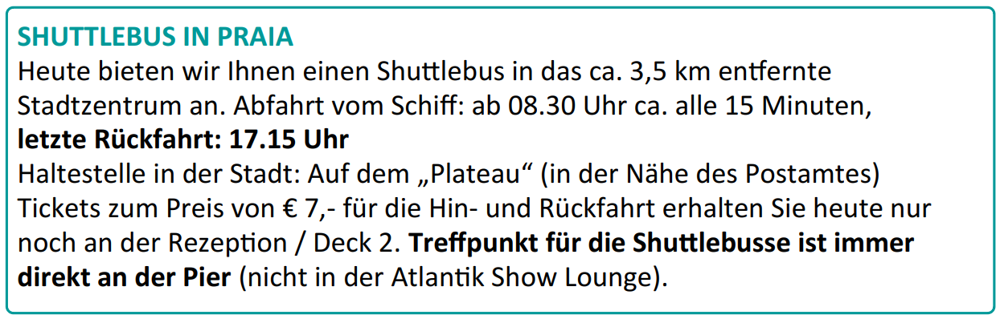 SHUTTLEBUS IN PRAIA
Heute bieten wir Ihnen einen Shuttlebus in das ca. 3,5 km entfernte
Stadtzentrum an. Abfahrt vom Schiff: ab 08.30 Uhr ca. alle 15 Minuten,
letzte Rückfahrt: 17.15 Uhr
Haltestelle in der Stadt: Auf dem „Plateau“ (in der Nähe des Postamtes)
Tickets zum Preis von € 7,- für die Hin- und Rückfahrt erhalten Sie heute nur
noch an der Rezeption / Deck 2. Treffpunkt für die Shuttlebusse ist immer
direkt an der Pier (nicht in der Atlantik Show Lounge).